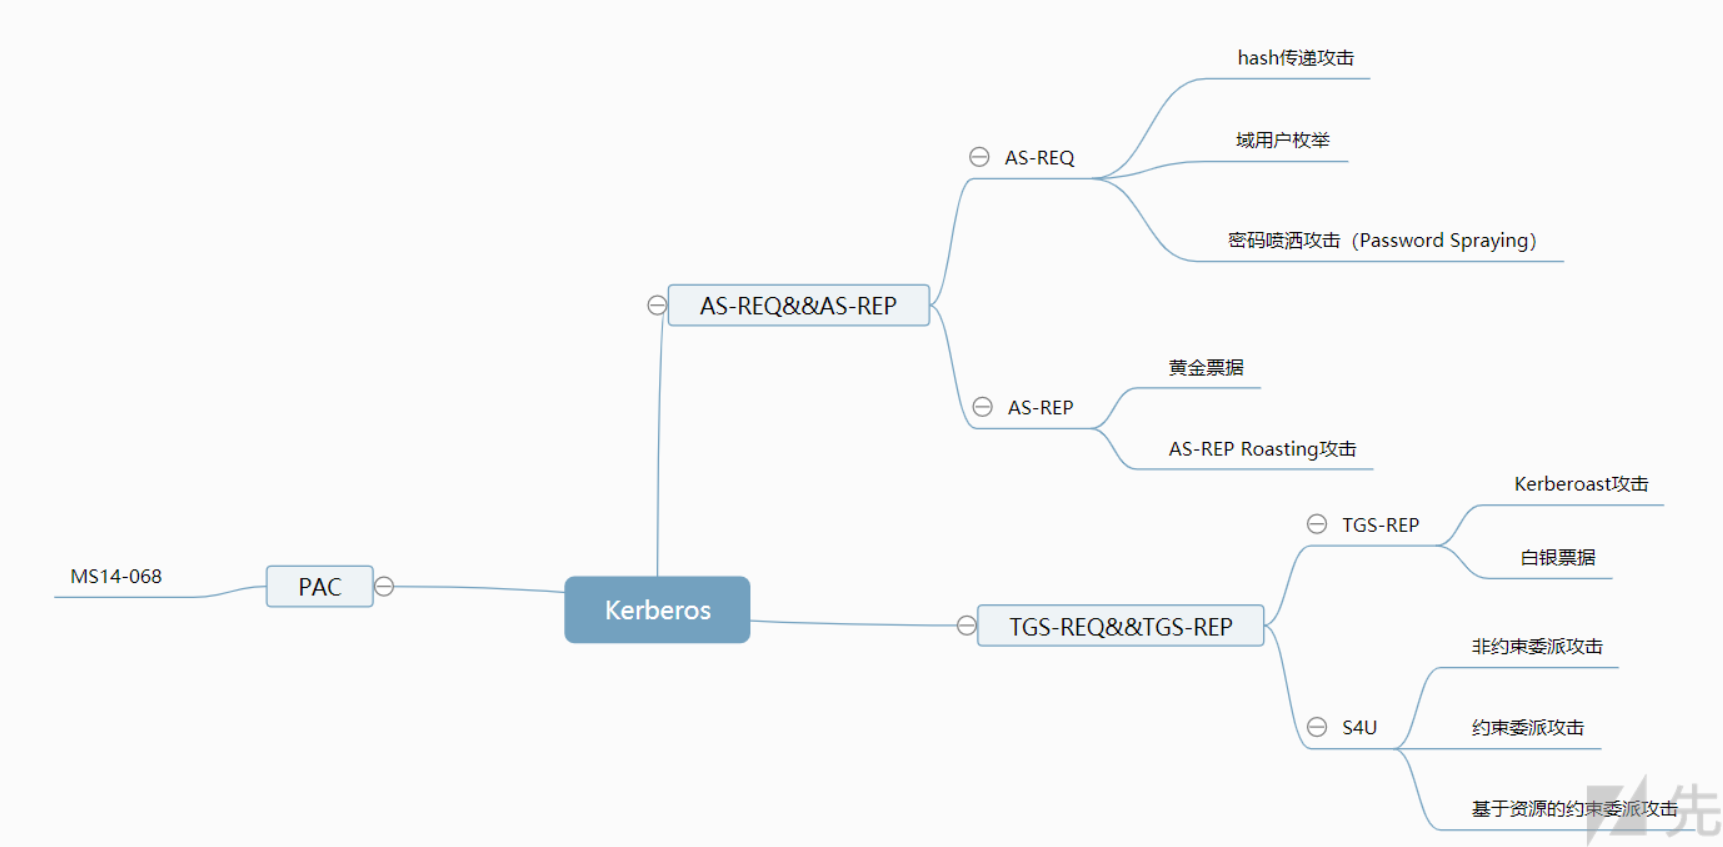 hash传递攻击
域用户枚举
AS-REQ
密码喷洒攻击（Password Spraying）
AS-REQ&&AS-REP
黄金票据
AS-REP
AS-REP Roasting攻击
Kerberoast攻击
TGS-REP
白银票据
MS14-068
PAC
Kerberos
TGS-REQ&&TGS-REP
非约束委派攻击
S4U
约束委派攻击
基于资源的约束委派攻击
先